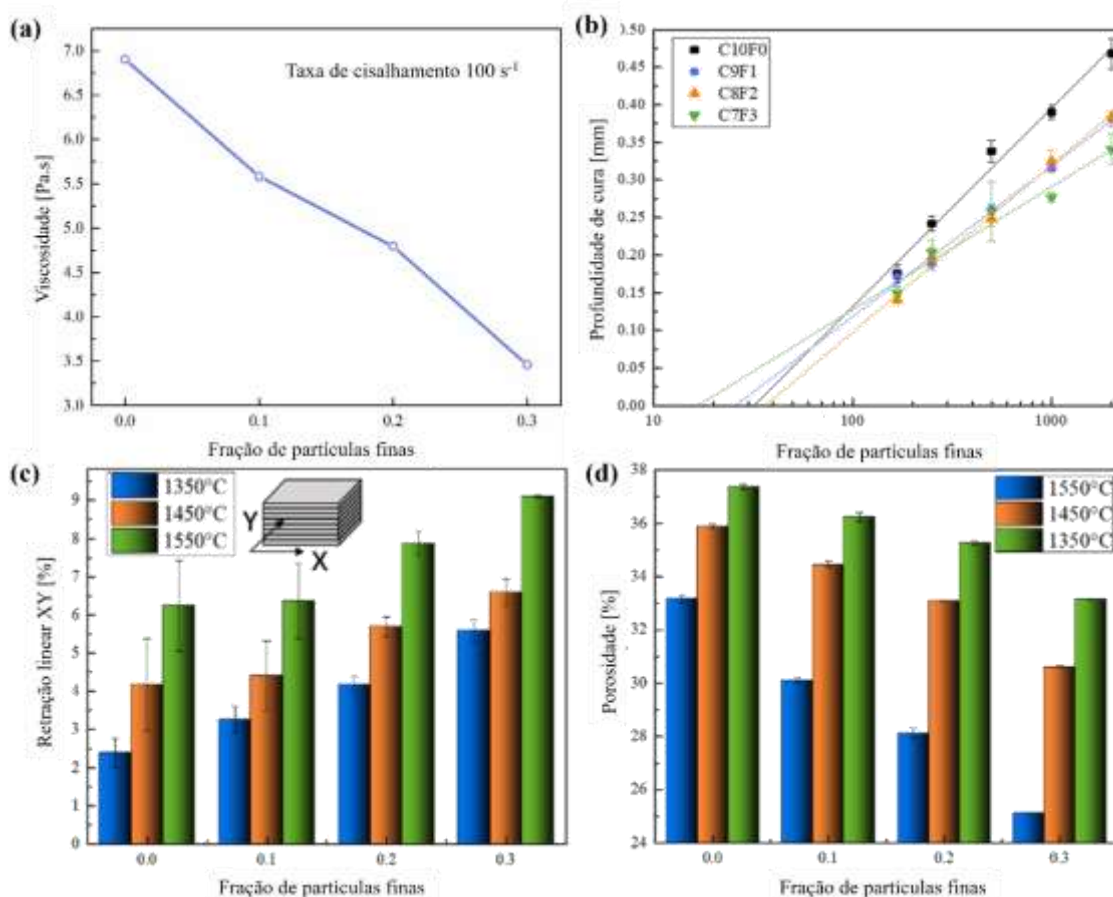 (a)
Viscosidade [Pa.s]
7.0
6.5
6.0
5.5
5.0
4.5
4.0
3.5
3.0
Taxa de cisalhamento 100 s⁻¹
0.0 0.1 0.2 0.3
Fração de partículas finas
(b)
Profundidade de cura [mm]
0.50
0.45
0.40
0.35
0.30
0.25
0.20
0.15
0.10
0.05
0.00
C10F0
C9F1
C8F2
C7F3
10 100 1000
Fração de partículas finas
(c)
Retração linear XY [%]
9
8
7
6
5
4
3
2
1
0
1350°C
1450°C
1550°C
Y
X
0.0 0.1 0.2 0.3
Fração de partículas finas
(d)
Porosidade [%]
38
36
34
32
30
28
26
24
1550°C
1450°C
1350°C
0.0 0.1 0.2 0.3
Fração de partículas finas